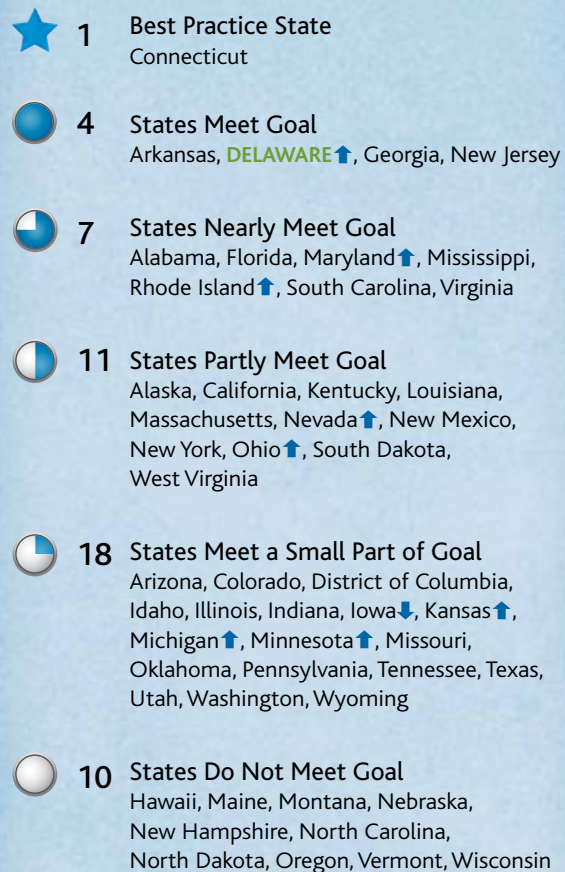 1 Best Practice State
Connecticut
4 States Meet Goal
Arkansas, DELAWARE⬆, Georgia, New Jersey
7 States Nearly Meet Goal
Alabama, Florida, Maryland⬆, Mississippi,
Rhode Island⬆, South Carolina, Virginia
11 States Partly Meet Goal
Alaska, California, Kentucky, Louisiana,
Massachusetts, Nevada⬆, New Mexico,
New York, Ohio⬆, South Dakota,
West Virginia
18 States Meet a Small Part of Goal
Arizona, Colorado, District of Columbia,
Idaho, Illinois, Indiana, Iowa⬇, Kansas⬆,
Michigan⬆, Minnesota⬆, Missouri,
Oklahoma, Pennsylvania, Tennessee, Texas,
Utah, Washington, Wyoming
10 States Do Not Meet Goal
Hawaii, Maine, Montana, Nebraska,
New Hampshire, North Carolina,
North Dakota, Oregon, Vermont, Wisconsin